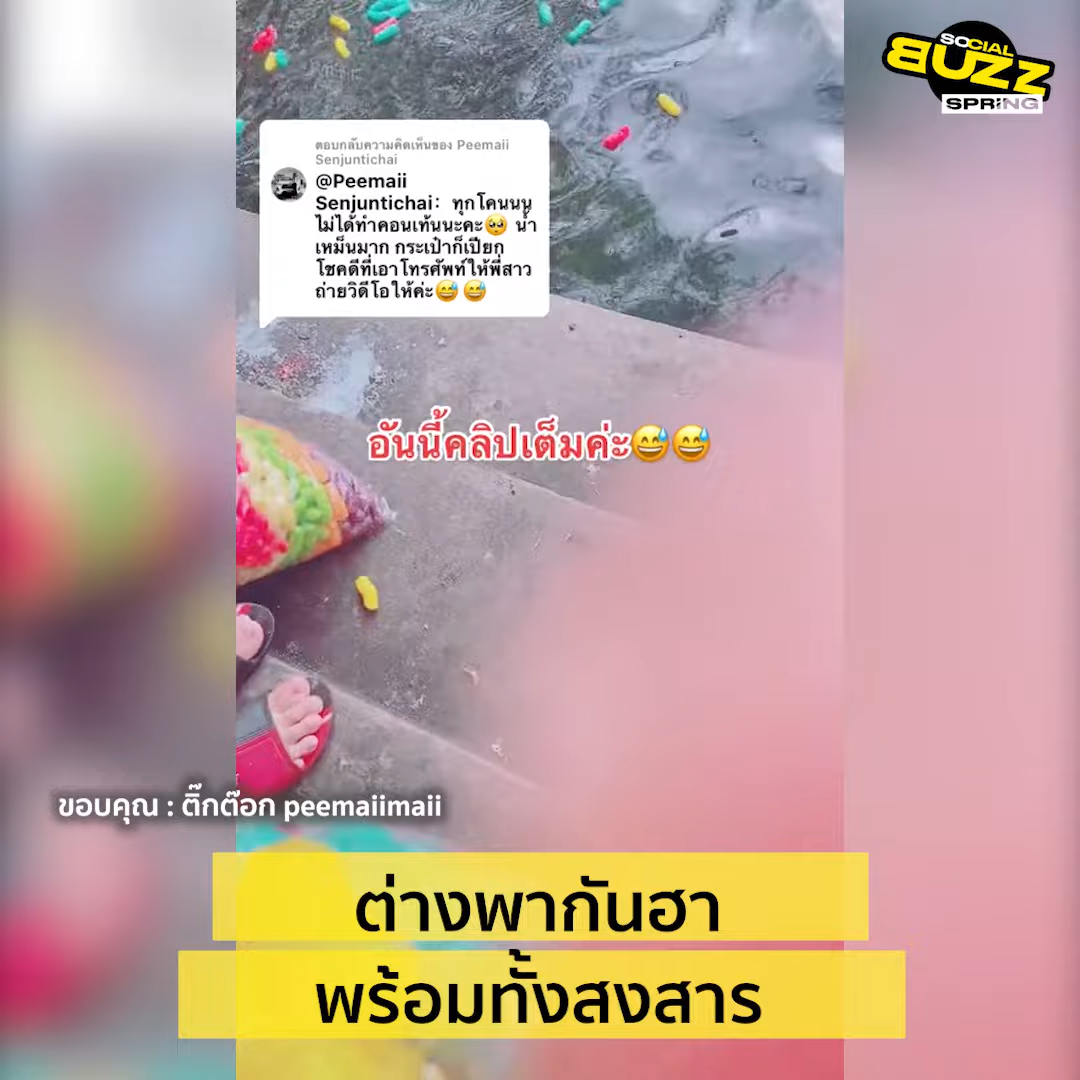 SOCIAL
BUZZ
SPRiNG
ตอบกลับความคิดเห็นของ Peemaii
Senjuntichai
@Peemaii
Senjuntichai: ทุกโคนนน
ไม่ได้ทำคอนเท้นนะคะ🥺 น้ำ
เหม็นมาก กระเป๋าก็เปียก
โชคดีที่เอาโทรศัพท์ให้พี่สาว
ถ่ายวิดีโอให้ค่ะ😅 😅
อันนี้คลิปเต็มค่ะ😅😅
ขอบคุณ : ติ๊กต๊อก peemaiimaii
ต่างพากันฮา
พร้อมทั้งสงสาร